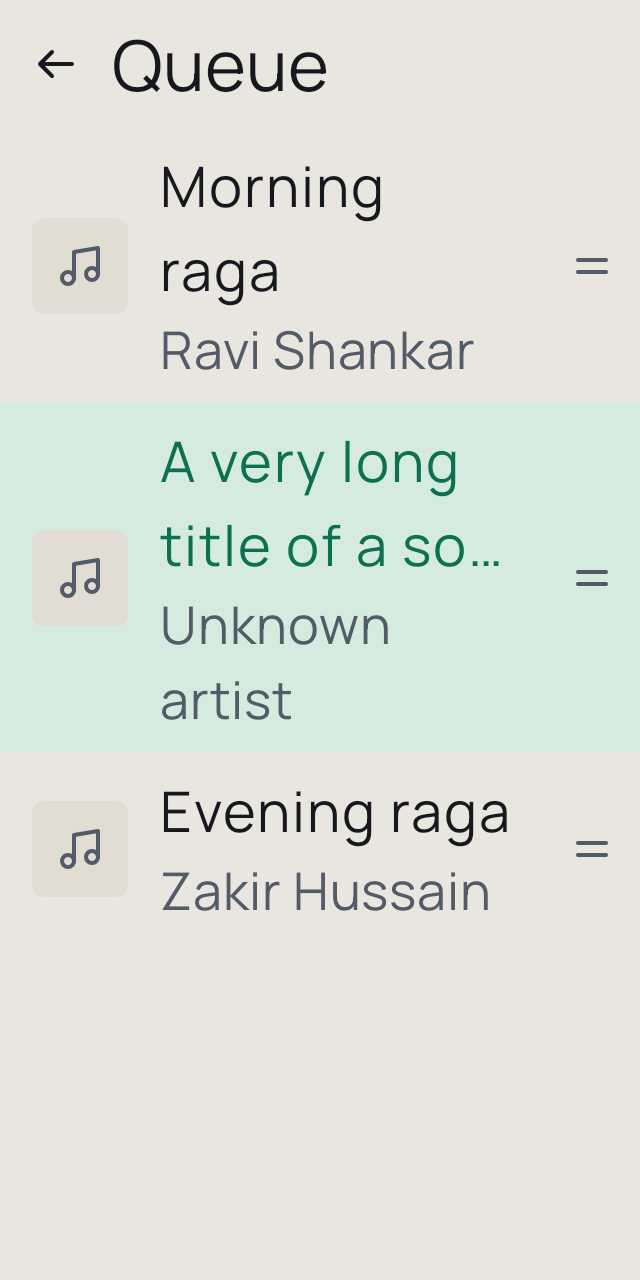 Queue
Morning
raga
Ravi Shankar
A very long
title of a so…
Unknown
artist
Evening raga
Zakir Hussain